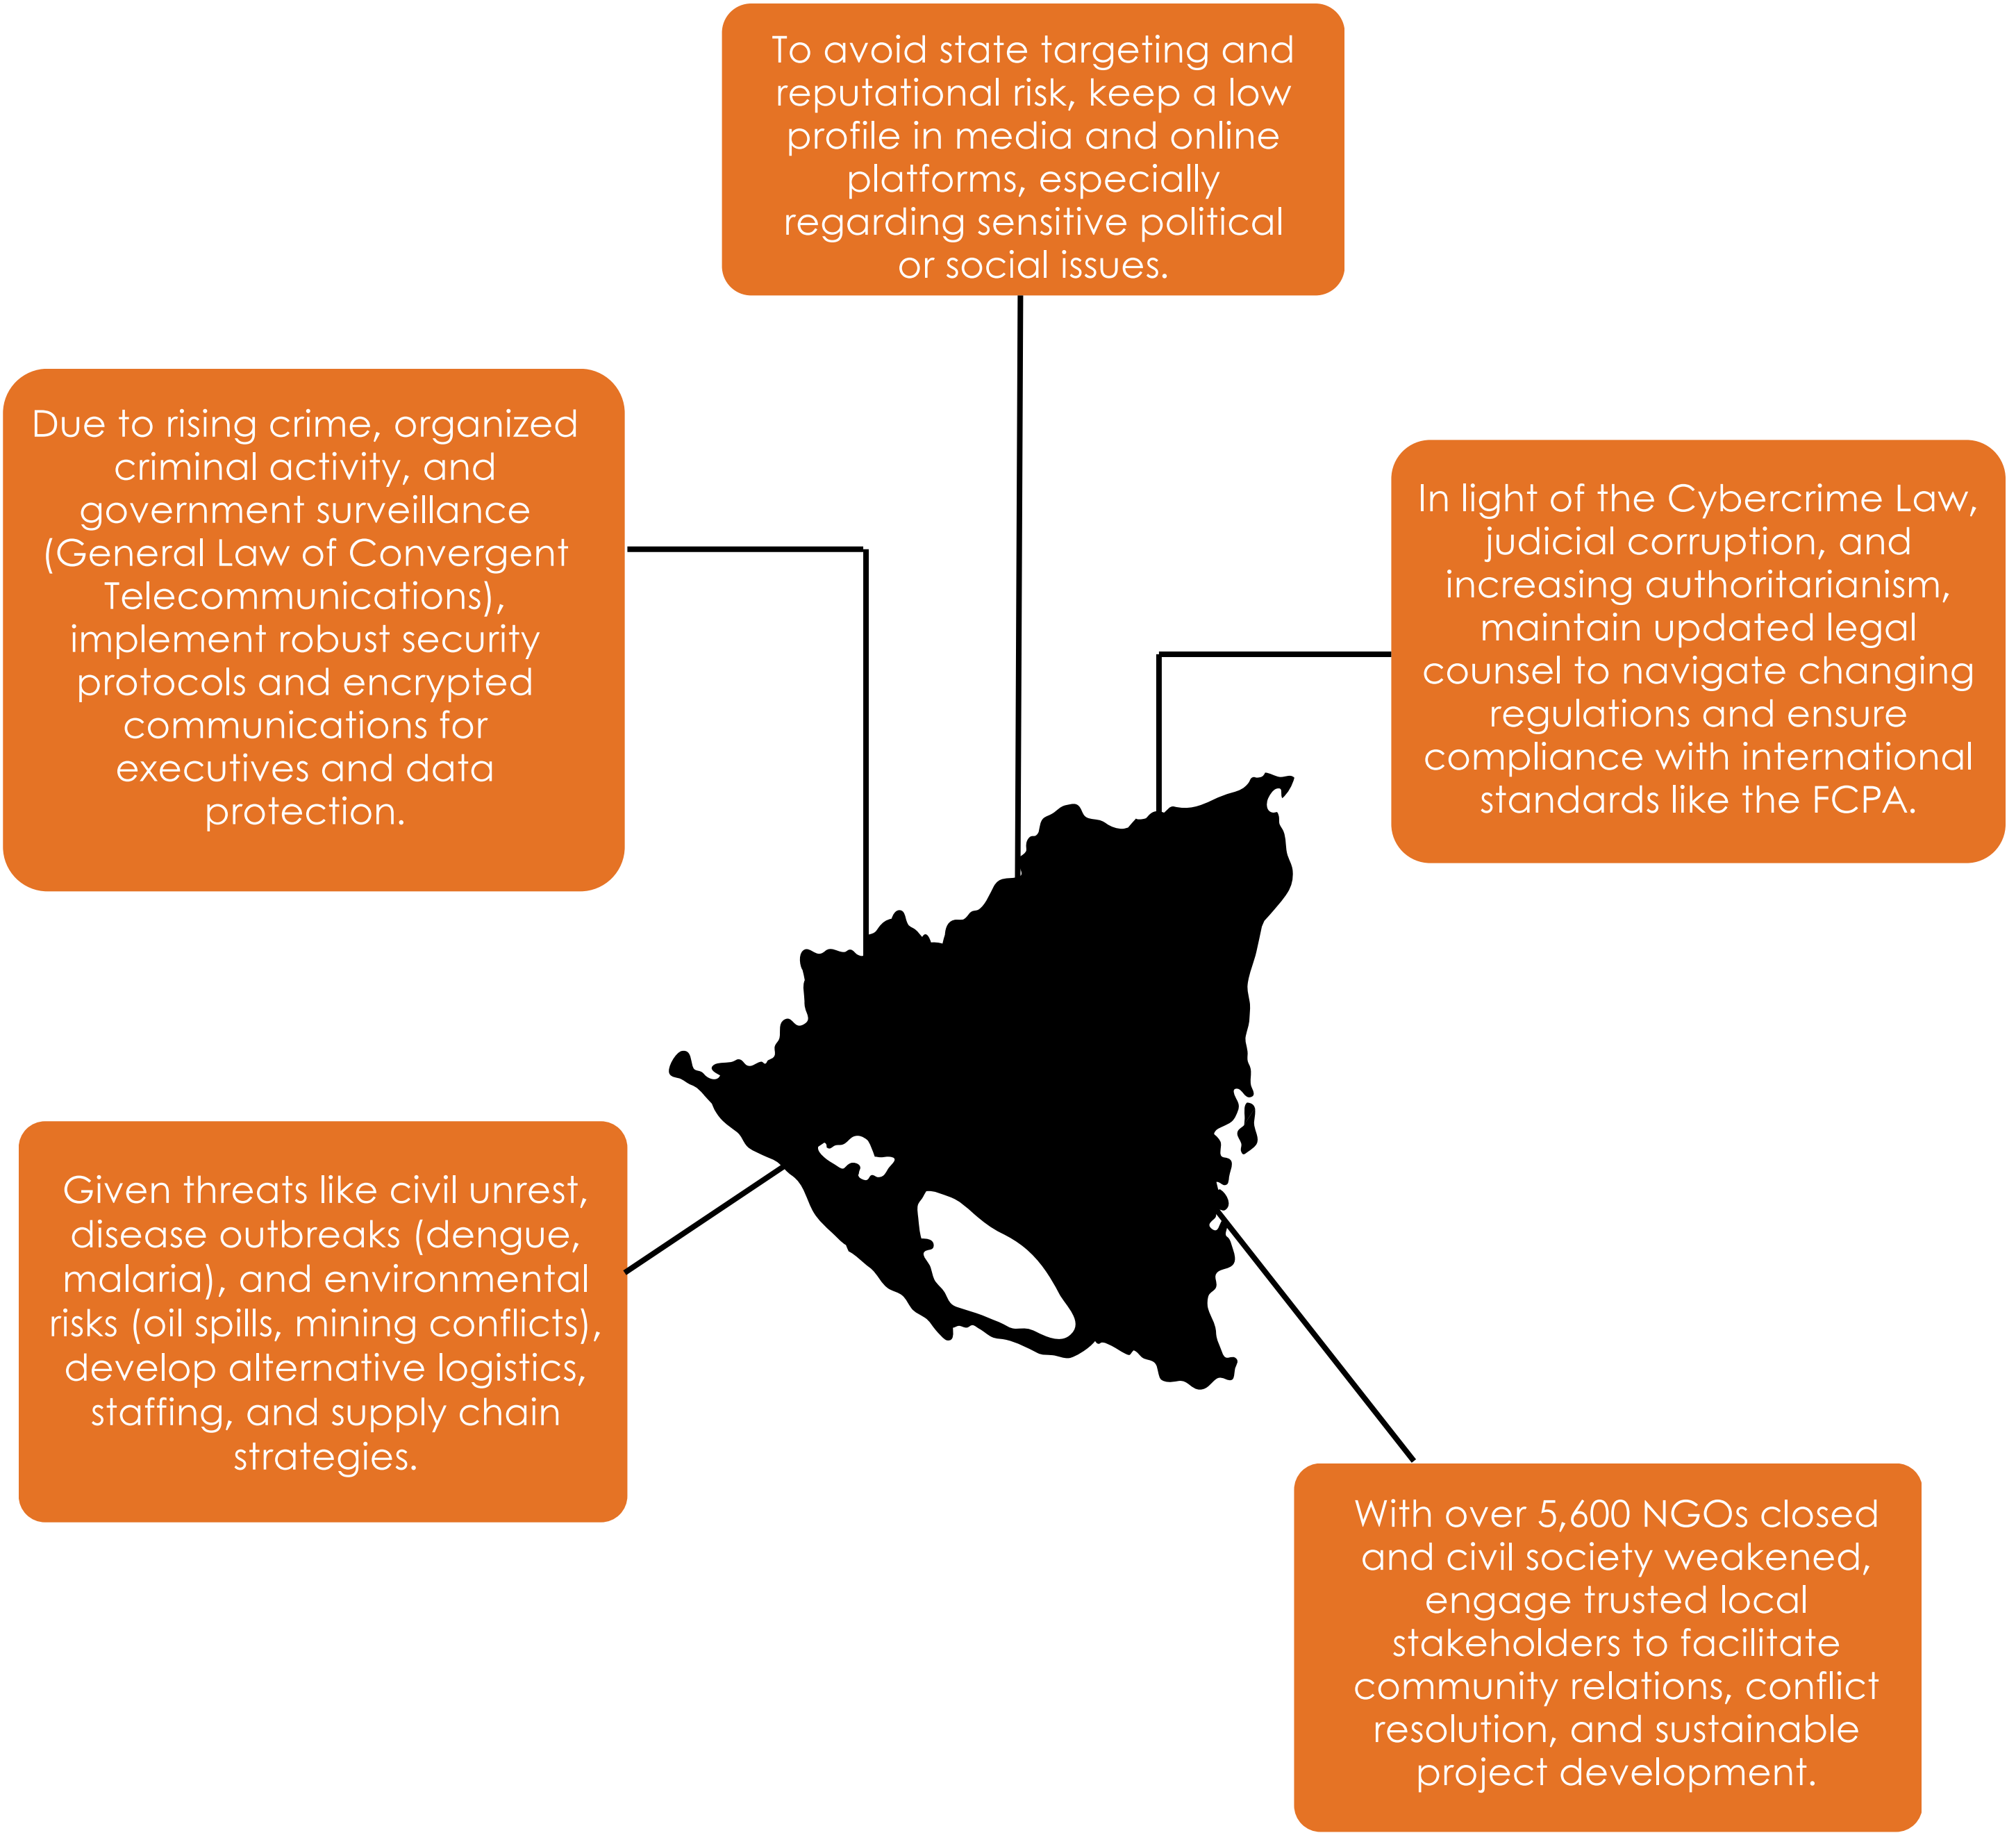 To avoid state targeting and
reputational risk, keep a low
profile in media and online
platforms, especially
regarding sensitive political
or social issues.
Due to rising crime, organized
criminal activity, and
government surveillance
(General Law of Convergent
Telecommunications),
implement robust security
protocols and encrypted
communications for
executives and data
protection.
In light of the Cybercrime Law,
judicial corruption, and
increasing authoritarianism,
maintain updated legal
counsel to navigate changing
regulations and ensure
compliance with international
standards like the FCPA.
Given threats like civil unrest,
disease outbreaks (dengue,
malaria), and environmental
risks (oil spills, mining conflicts),
develop alternative logistics,
staffing, and supply chain
strategies.
With over 5,600 NGOs closed
and civil society weakened,
engage trusted local
stakeholders to facilitate
community relations, conflict
resolution, and sustainable
project development.